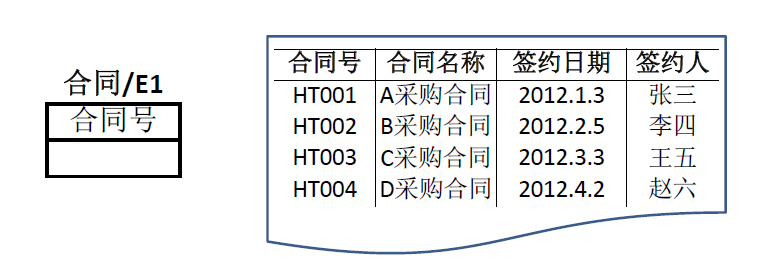 合同/E1
合同号
合同号 合同名称 签约日期 签约人
HT001 A采购合同 2012.1.3 张三
HT002 B采购合同 2012.2.5 李四
HT003 C采购合同 2012.3.3 王五
HT004 D采购合同 2012.4.2 赵六